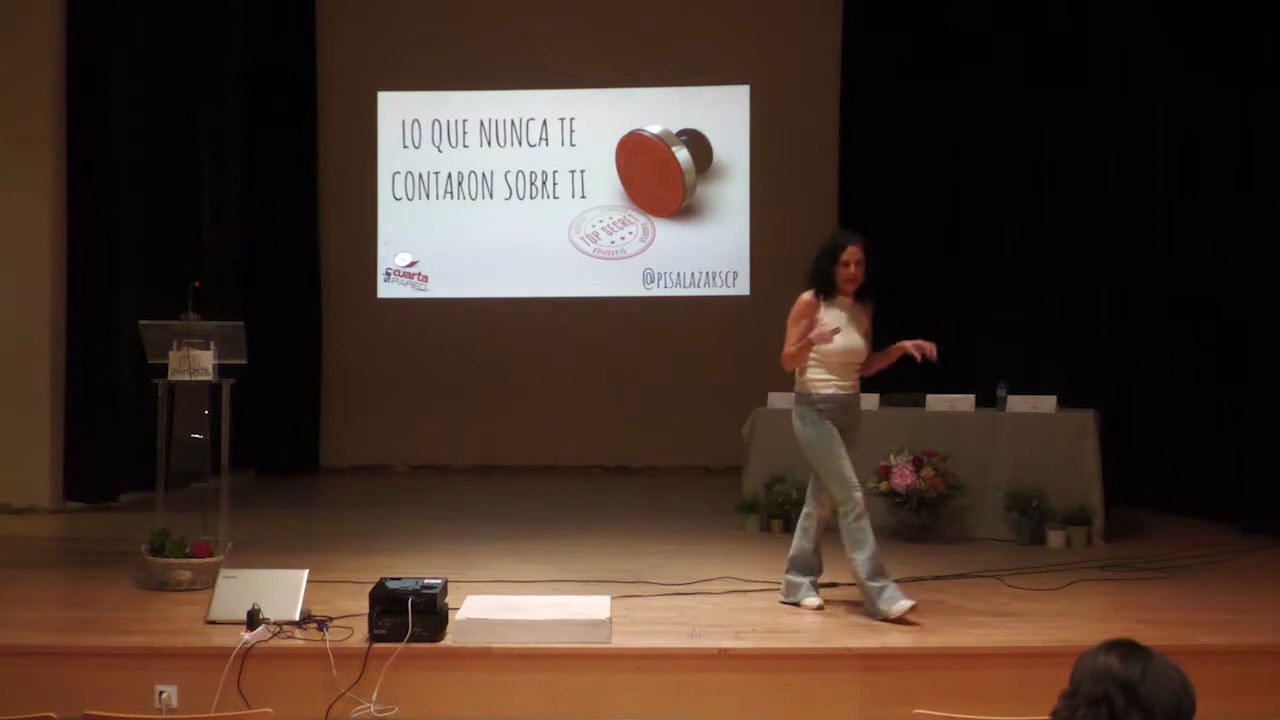 LO QUE NUNCA TE
CONTARON SOBRE TI
TOP SECRET
cuarta
PARED
@PISALAZARSCP